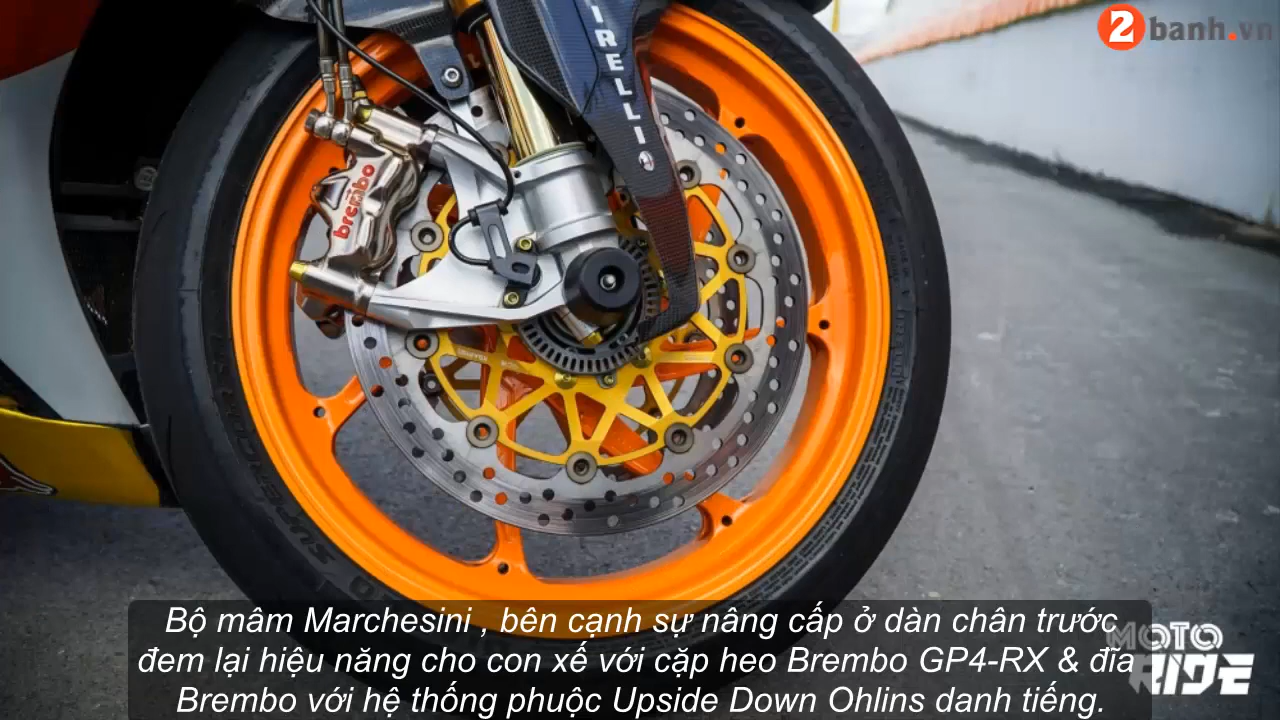 2banh.vn
PIRELLI
brembo
Bộ mâm Marchesini , bên cạnh sự nâng cấp ở dàn chân trước
đem lại hiệu năng cho con xế với cặp heo Brembo GP4-RX & đĩa
Brembo với hệ thống phuộc Upside Down Ohlins danh tiếng.
MOTO
RIDE